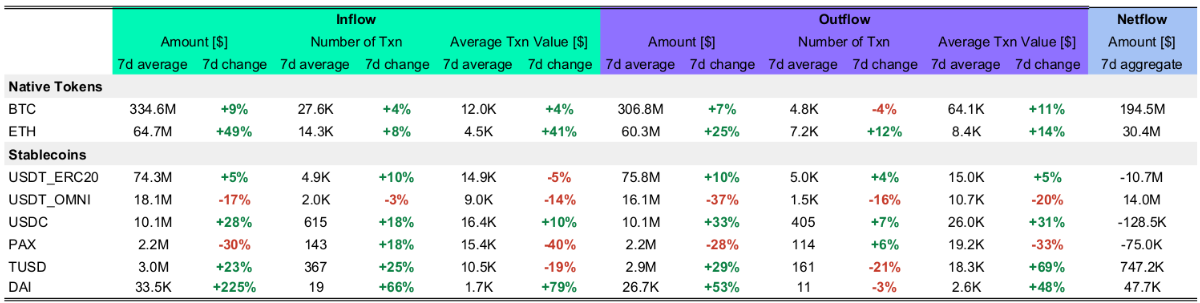 Inflow Outflow Netflow
Amount [$] Number of Txn Average Txn Value [$] Amount [$] Number of Txn Average Txn Value [$] Amount [$]
7d average 7d change 7d average 7d change 7d average 7d change 7d average 7d change 7d average 7d change 7d average 7d change 7d aggregate
Native Tokens
BTC 334.6M +9% 27.6K +4% 12.0K +4% 306.8M +7% 4.8K -4% 64.1K +11% 194.5M
ETH 64.7M +49% 14.3K +8% 4.5K +41% 60.3M +25% 7.2K +12% 8.4K +14% 30.4M
Stablecoins
USDT_ERC20 74.3M +5% 4.9K +10% 14.9K -5% 75.8M +10% 5.0K +4% 15.0K +5% -10.7M
USDT_OMNI 18.1M -17% 2.0K -3% 9.0K -14% 16.1M -37% 1.5K -16% 10.7K -20% 14.0M
USDC 10.1M +28% 615 +18% 16.4K +10% 10.1M +33% 405 +7% 26.0K +31% -128.5K
PAX 2.2M -30% 143 +18% 15.4K -40% 2.2M -28% 114 +6% 19.2K -33% -75.0K
TUSD 3.0M +23% 367 +25% 10.5K -19% 2.9M +29% 161 -21% 18.3K +69% 747.2K
DAI 33.5K +225% 19 +66% 1.7K +79% 26.7K +53% 11 -3% 2.6K +48% 47.7K